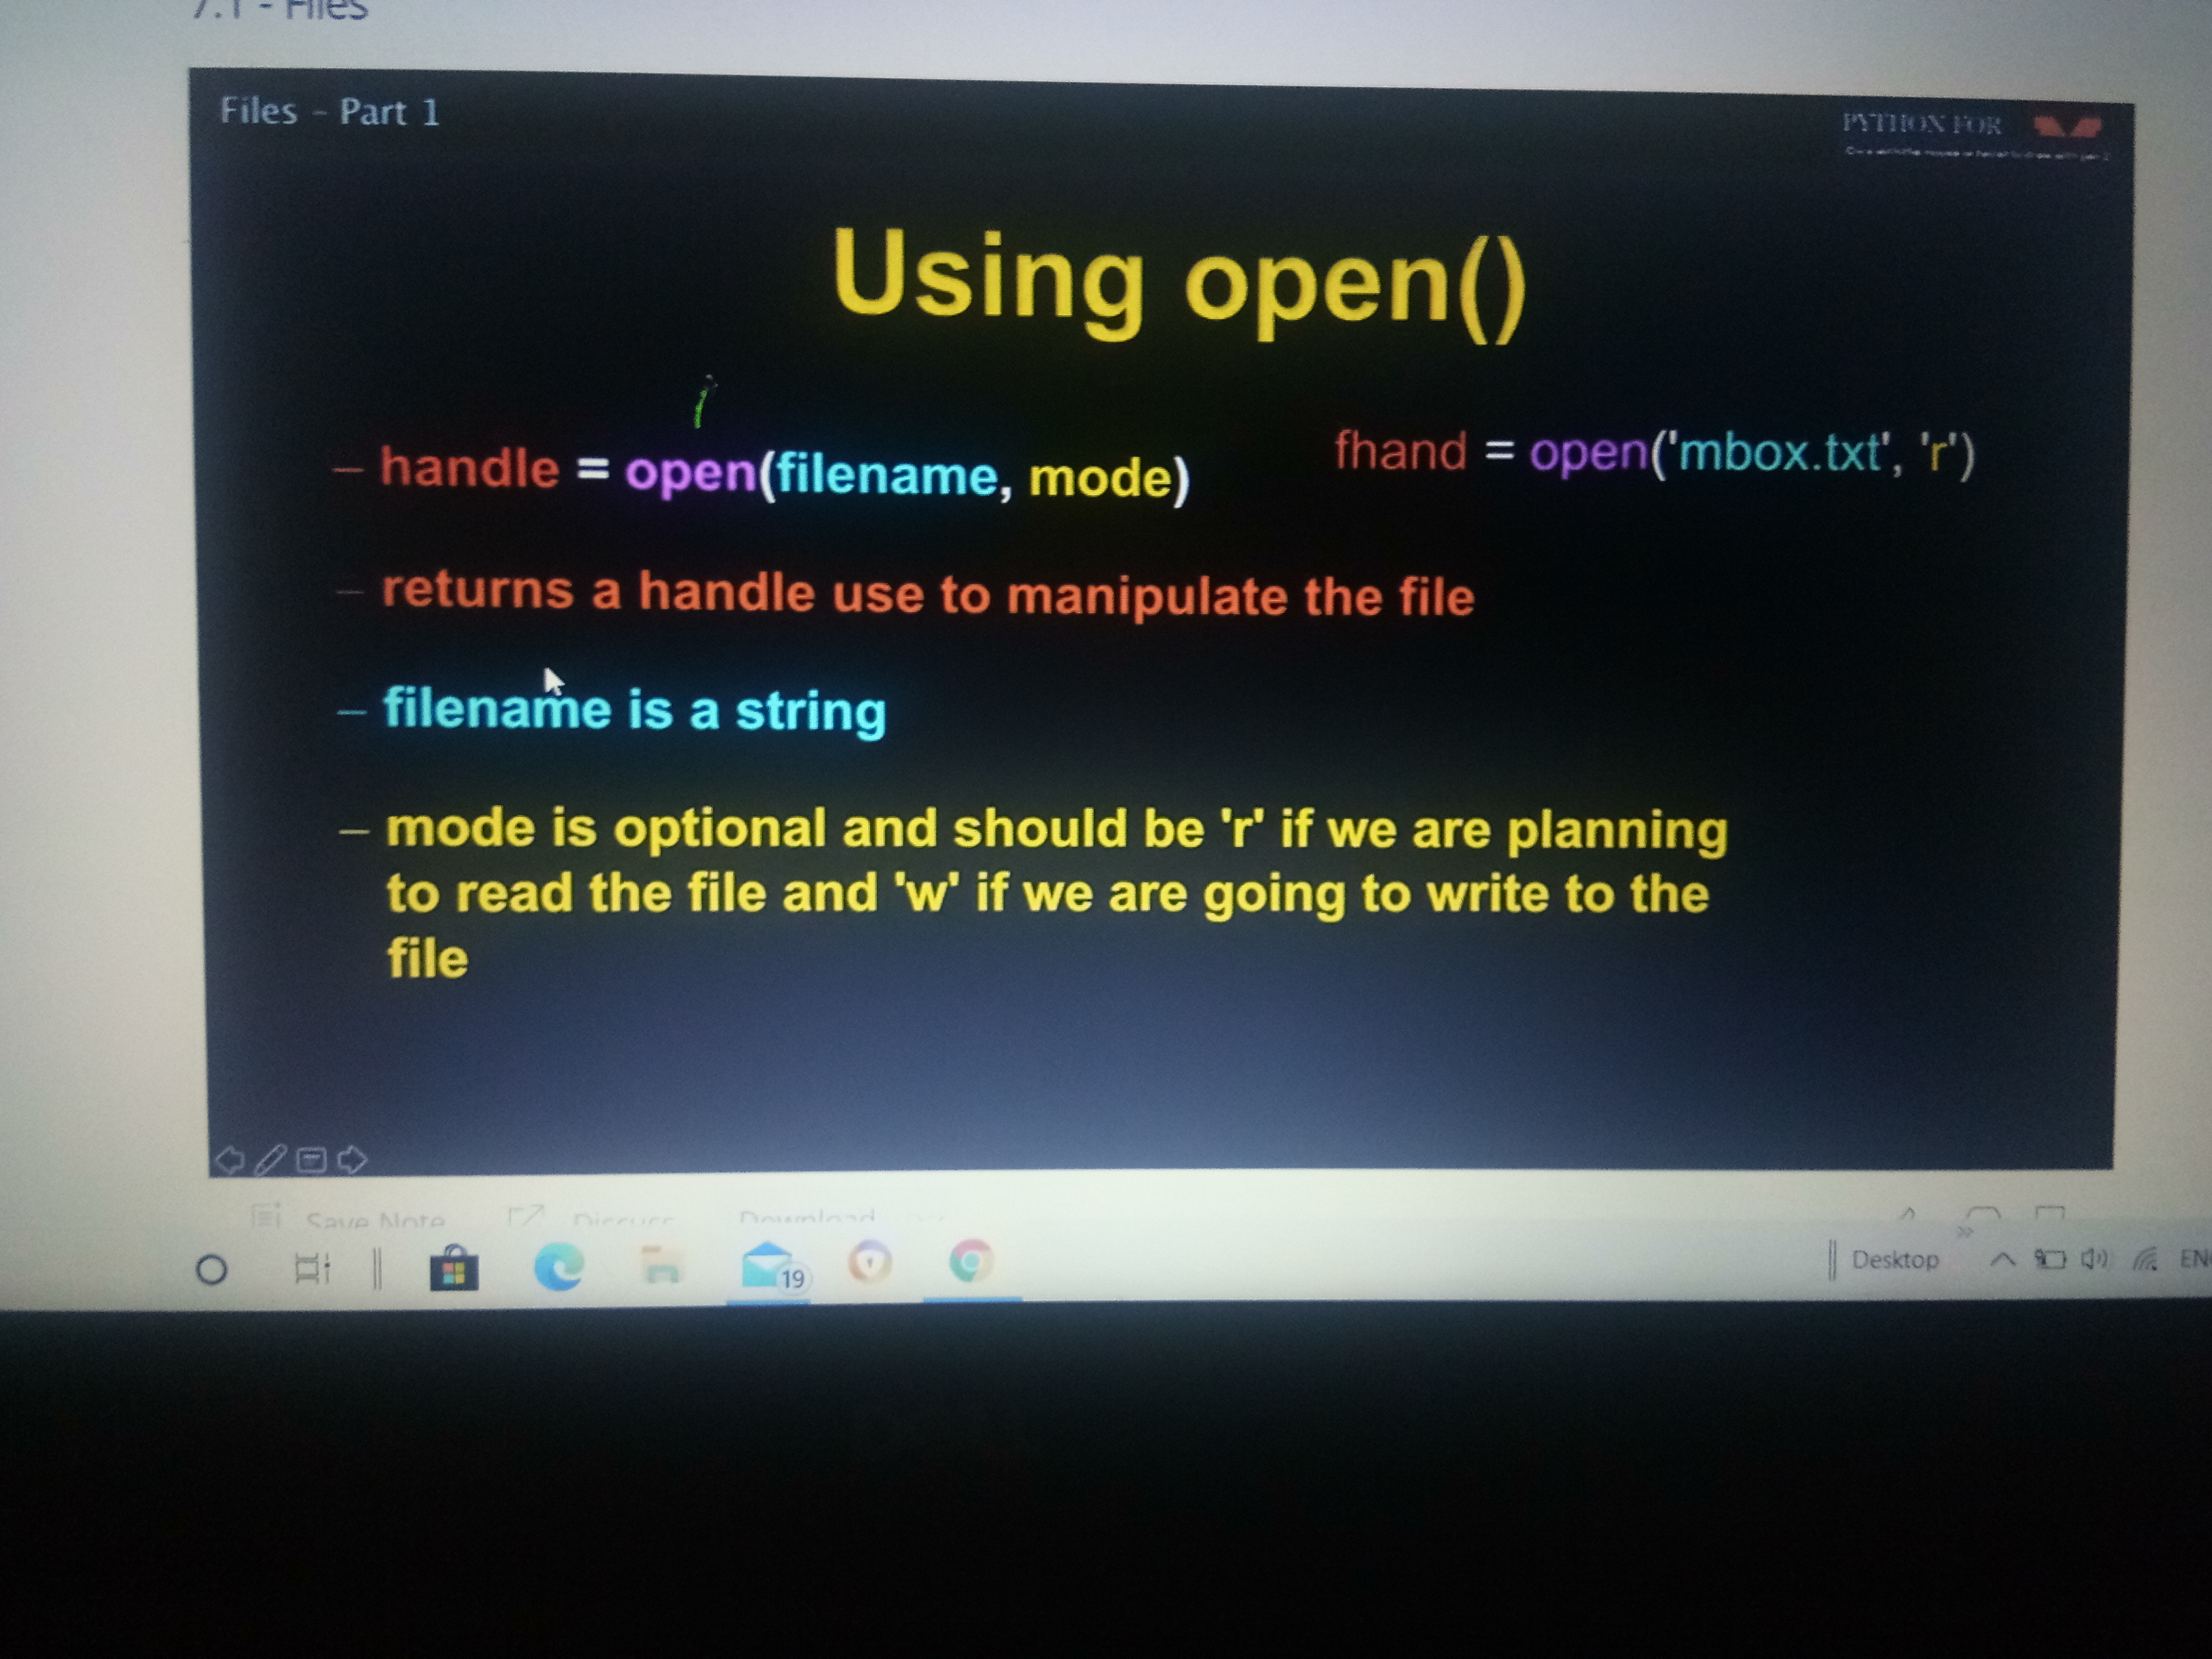 7.1 - Files
Files - Part 1
PYTHON FOR
Using open()
– handle = open(filename, mode)
fhand = open('mbox.txt', 'r')
– returns a handle use to manipulate the file
– filename is a string
– mode is optional and should be 'r' if we are planning
to read the file and 'w' if we are going to write to the
file
Save Note
Discuss
Download
19
Desktop